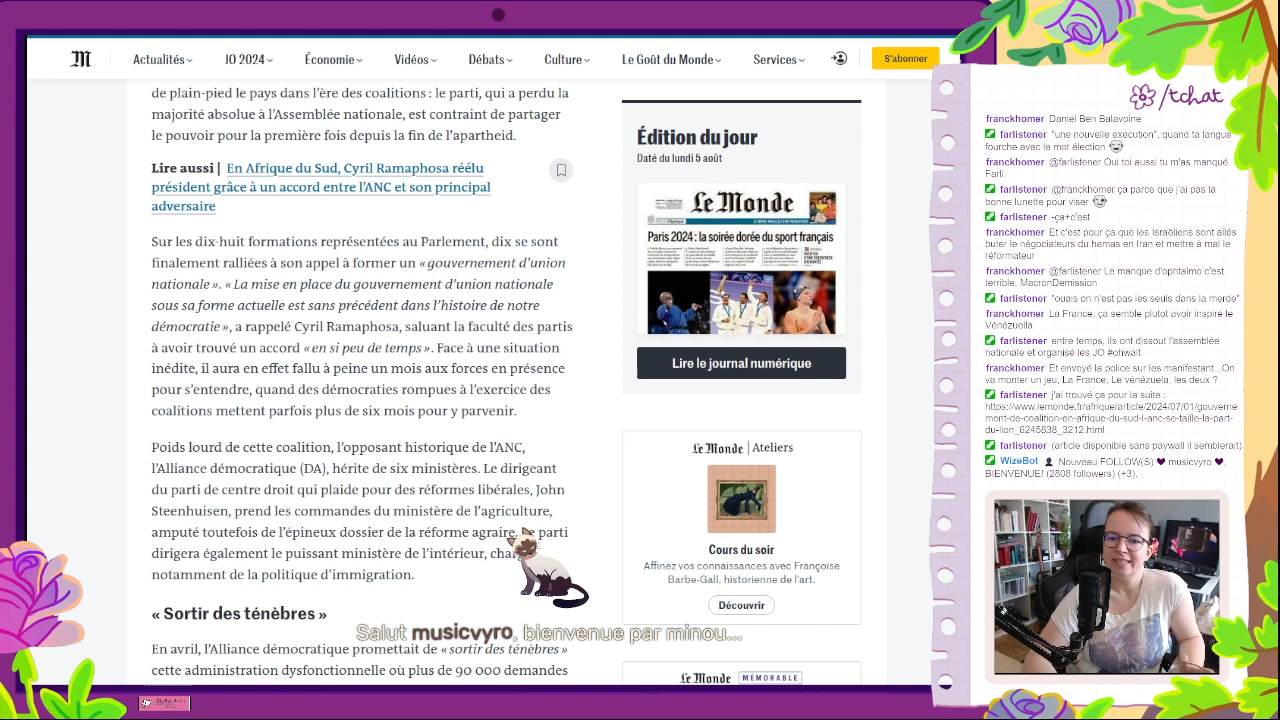 Actualités
JO 2024
Économie
Vidéos
Débats
Culture
Le Goût du Monde
Services
S'abonner
de plain-pied le pays dans l'ère des coalitions : le parti, qui a perdu la
majorité absolue à l'Assemblée nationale, est contraint de partager
le pouvoir pour la première fois depuis la fin de l'apartheid.
Lire aussi | En Afrique du Sud, Cyril Ramaphosa réélu
président grâce à un accord entre l'ANC et son principal
adversaire
Sur les dix-huit formations représentées au Parlement, dix se sont
finalement ralliées à son appel à former un « gouvernement d'union
nationale ». « La mise en place du gouvernement d'union nationale
sous sa forme actuelle est sans précédent dans l'histoire de notre
démocratie », a rappelé Cyril Ramaphosa, saluant la faculté des partis
à avoir trouvé un accord « en si peu de temps ». Face à une situation
inédite, il aura en effet fallu à peine un mois aux forces en présence
pour s'entendre, quand des démocraties rompues à l'exercice des
coalitions mettent parfois plus de six mois pour y parvenir.
Poids lourd de cette coalition, l'opposant historique de l'ANC,
l'Alliance démocratique (DA), hérite de six ministères. Le dirigeant
du parti de centre droit qui plaide pour des réformes libérales, John
Steenhuisen, prend les commandes du ministère de l'agriculture,
amputé toutefois de l'épineux dossier de la réforme agraire. parti
dirigera également le puissant ministère de l'intérieur,
notamment de la politique d'immigration.
« Sortir des ténèbres »
En avril, l'Alliance démocratique promettait de « sortir des ténèbres »
cette administration dysfonctionnelle où plus de 90 000 demandes
Salut musicvyro, bienvenue par minou...
Édition du jour
Daté du lundi 5 août
Le Monde
Paris 2024 : la soirée dorée du sport français
Lire le journal numérique
Le Monde | Ateliers
Cours du soir
Affinez vos connaissances avec Françoise
Barbe-Gall, historienne de l'art.
Découvrir
Le Monde MÉMORABLE
/tchat
franckhomer Daniel Ben Balavoine
farlistener "une nouvelle execution", quand ta langue
fourche avec le mot élection
franckhomer @farlistener Oui toi aussi tu m'as manqué
Farli
farlistener @franckhomer ça parce que j'ai pas la
bonne lunette pour viser
farlistener -ça+c'est
franckhomer Et c'est pour ça que les Israeliens sont allés
buter le négociateurs du Hamas en Iran et à mairie le
réformateur
franckhomer @farlistener Le manque d'ophtalmo c'est
terrible, MacronDemission
farlistener "ouais on n'est pas les seuls dans la merde"
franckhomer La France, ça semble plutot avoir inspiré le
Vénézuella
farlistener entre temps, ils ont dissout l'assemblée
nationale et organisé les JO #ohwait
franckhomer Et envoyé la police sur les manifestant...On
va monter un jeu, La France, Le vénézuela, les deux ?
farlistener j'ai trouvé ça pour la suite :
https://www.lemonde.fr/afrique/article/2024/07/01/gouverne
ment-de-coalition-en-afrique-du-sud-l-anc-se-taille-la-part-
du-lion_6245838_3212.html
farlistener (article disponible sans paywall il semblerait)
WizeBot Nouveau FOLLOW(S) musicvyro
BIENVENUE! (2808 followers) (+3).